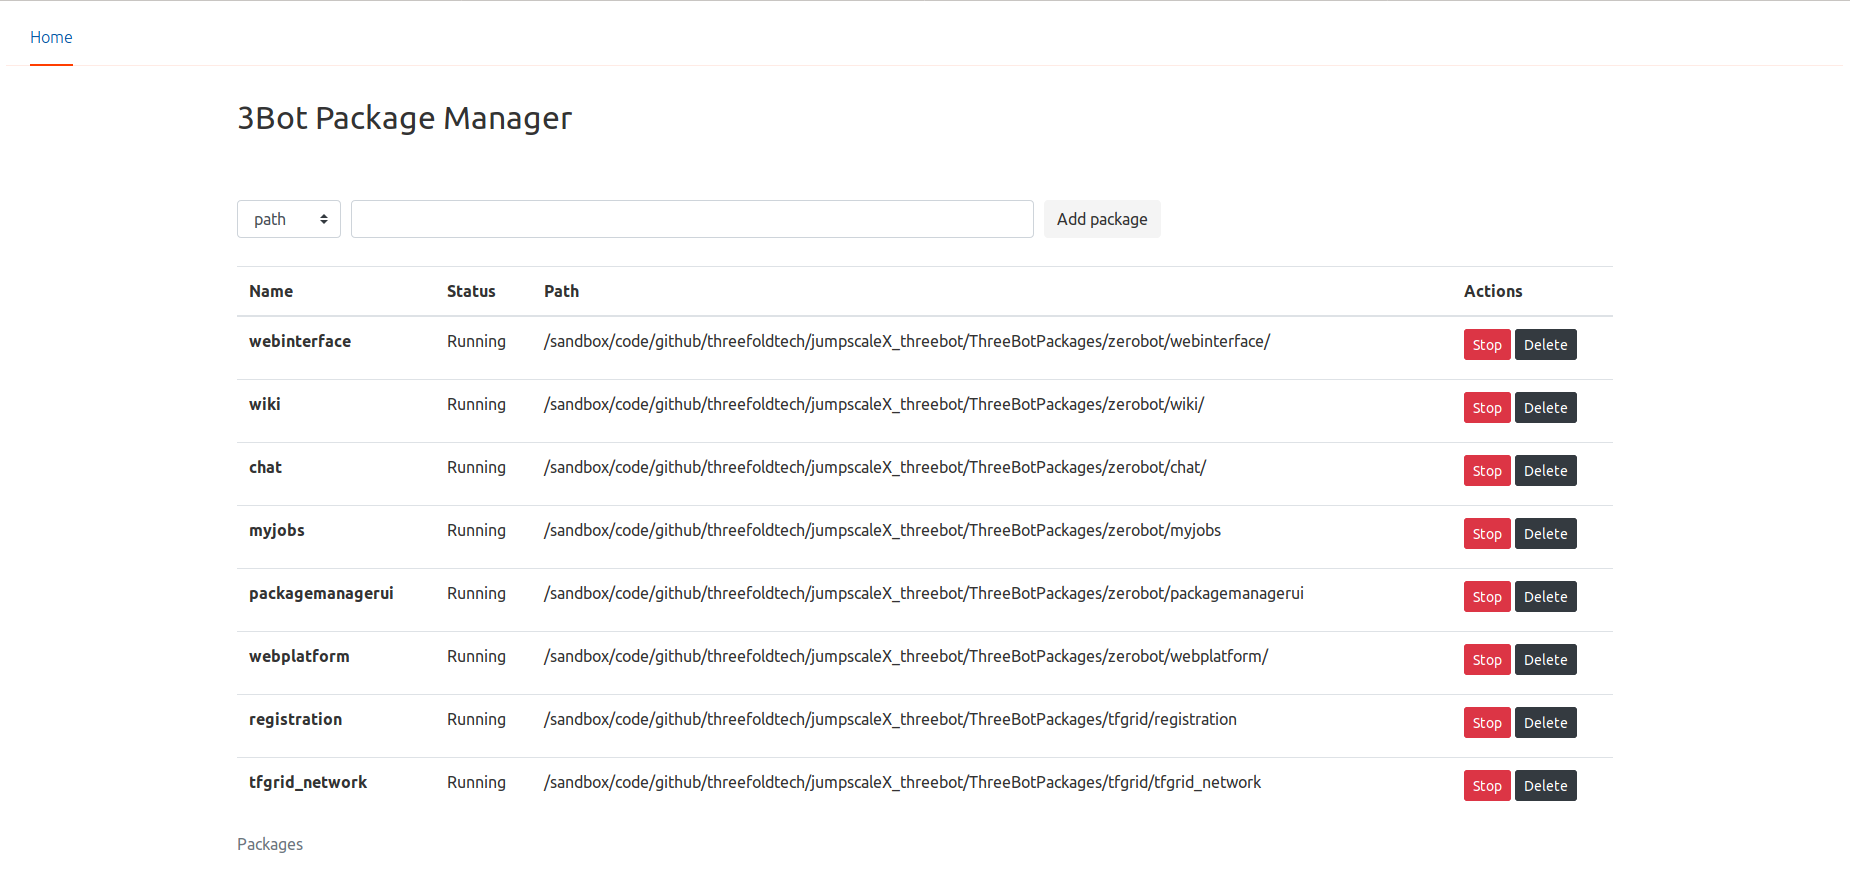 Home
3Bot Package Manager
path Add package
Name Status Path Actions
webinterface Running /sandbox/code/github/threefoldtech/jumpscaleX_threebot/ThreeBotPackages/zerobot/webinterface/ Stop Delete
wiki Running /sandbox/code/github/threefoldtech/jumpscaleX_threebot/ThreeBotPackages/zerobot/wiki/ Stop Delete
chat Running /sandbox/code/github/threefoldtech/jumpscaleX_threebot/ThreeBotPackages/zerobot/chat/ Stop Delete
myjobs Running /sandbox/code/github/threefoldtech/jumpscaleX_threebot/ThreeBotPackages/zerobot/myjobs Stop Delete
packagemanagerui Running /sandbox/code/github/threefoldtech/jumpscaleX_threebot/ThreeBotPackages/zerobot/packagemanagerui Stop Delete
webplatform Running /sandbox/code/github/threefoldtech/jumpscaleX_threebot/ThreeBotPackages/zerobot/webplatform/ Stop Delete
registration Running /sandbox/code/github/threefoldtech/jumpscaleX_threebot/ThreeBotPackages/tfgrid/registration Stop Delete
tfgrid_network Running /sandbox/code/github/threefoldtech/jumpscaleX_threebot/ThreeBotPackages/tfgrid/tfgrid_network Stop Delete
Packages